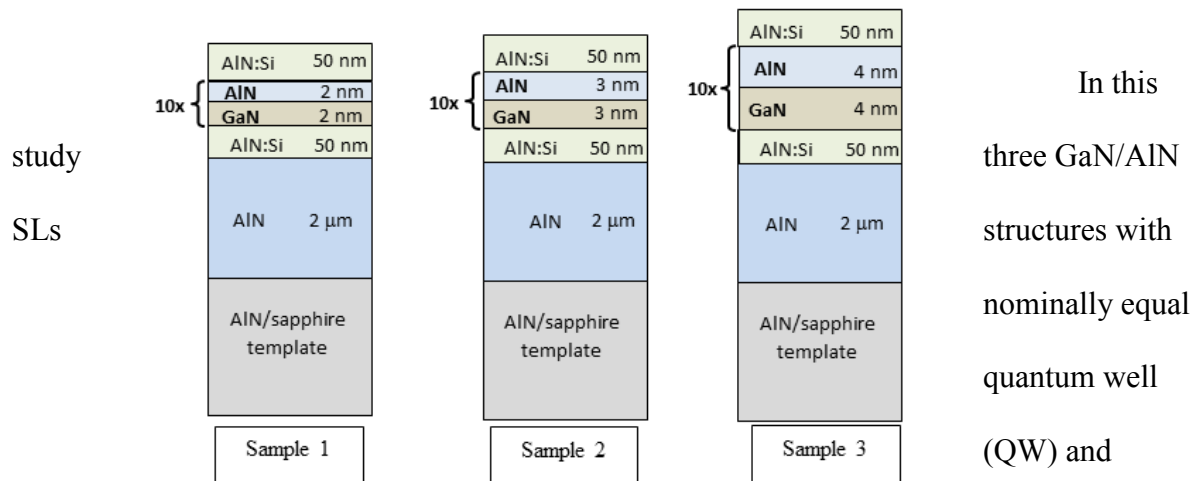 AlN:Si 50 nm
10x
AlN 2 nm
GaN 2 nm
AlN:Si 50 nm
AlN 2 µm
AlN/sapphire
template
Sample 1
AlN:Si 50 nm
10x
AlN 3 nm
GaN 3 nm
AlN:Si 50 nm
AlN 2 µm
AlN/sapphire
template
Sample 2
AlN:Si 50 nm
10x
AlN 4 nm
GaN 4 nm
AlN:Si 50 nm
AlN 2 µm
AlN/sapphire
template
Sample 3
In this
study three GaN/AlN
SLs structures with
nominally equal
quantum well
(QW) and